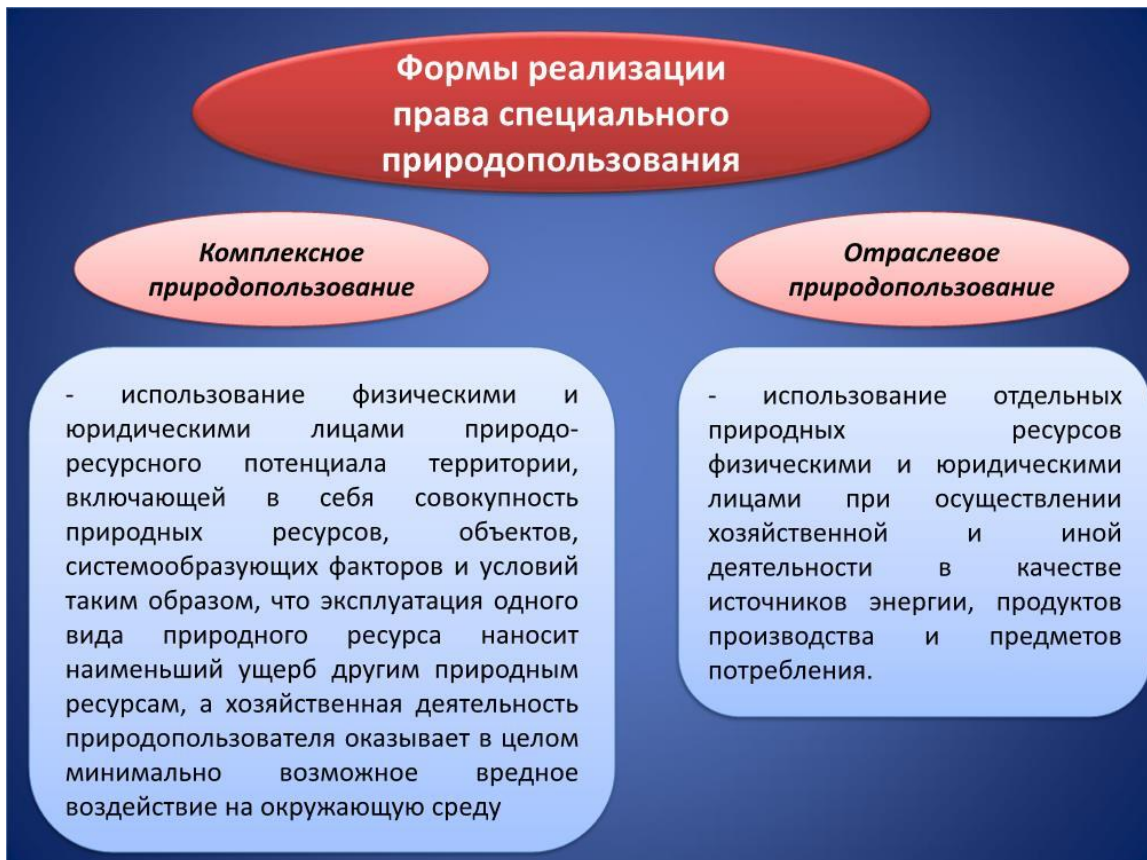 Формы реализации
права специального
природопользования
Комплексное
природопользование
- использование физическими и
юридическими лицами природо-
ресурсного потенциала территории,
включающей в себя совокупность
природных ресурсов, объектов,
системообразующих факторов и условий
таким образом, что эксплуатация одного
вида природного ресурса наносит
наименьший ущерб другим природным
ресурсам, а хозяйственная деятельность
природопользователя оказывает в целом
минимально возможное вредное
воздействие на окружающую среду
Отраслевое
природопользование
- использование отдельных
природных ресурсов
физическими и юридическими
лицами при осуществлении
хозяйственной и иной
деятельности в качестве
источников энергии, продуктов
производства и предметов
потребления.